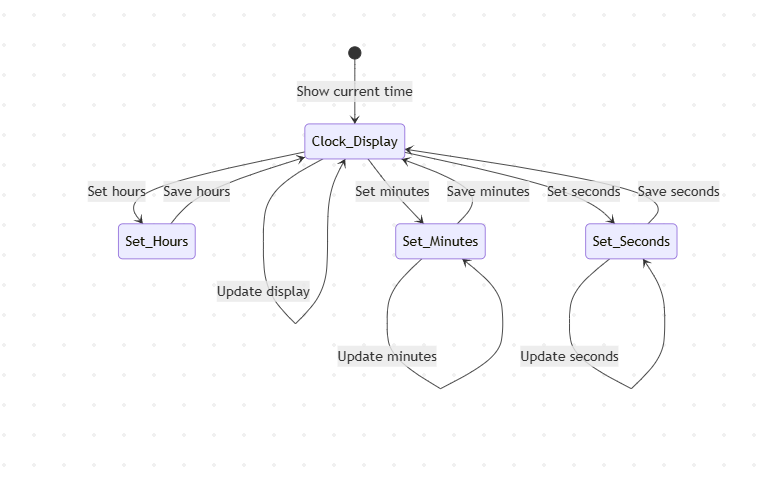 Show current time
Clock_Display
Set hours
Save hours
Set minutes
Save minutes
Set seconds
Save seconds
Set_Hours
Set_Minutes
Set_Seconds
Update display
Update minutes
Update seconds